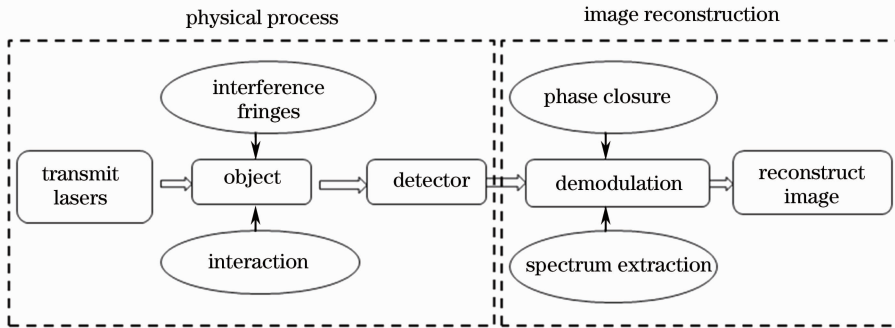 physical process
image reconstruction
interference
fringes
phase closure
transmit
lasers
object
detector
demodulation
reconstruct
image
interaction
spectrum extraction